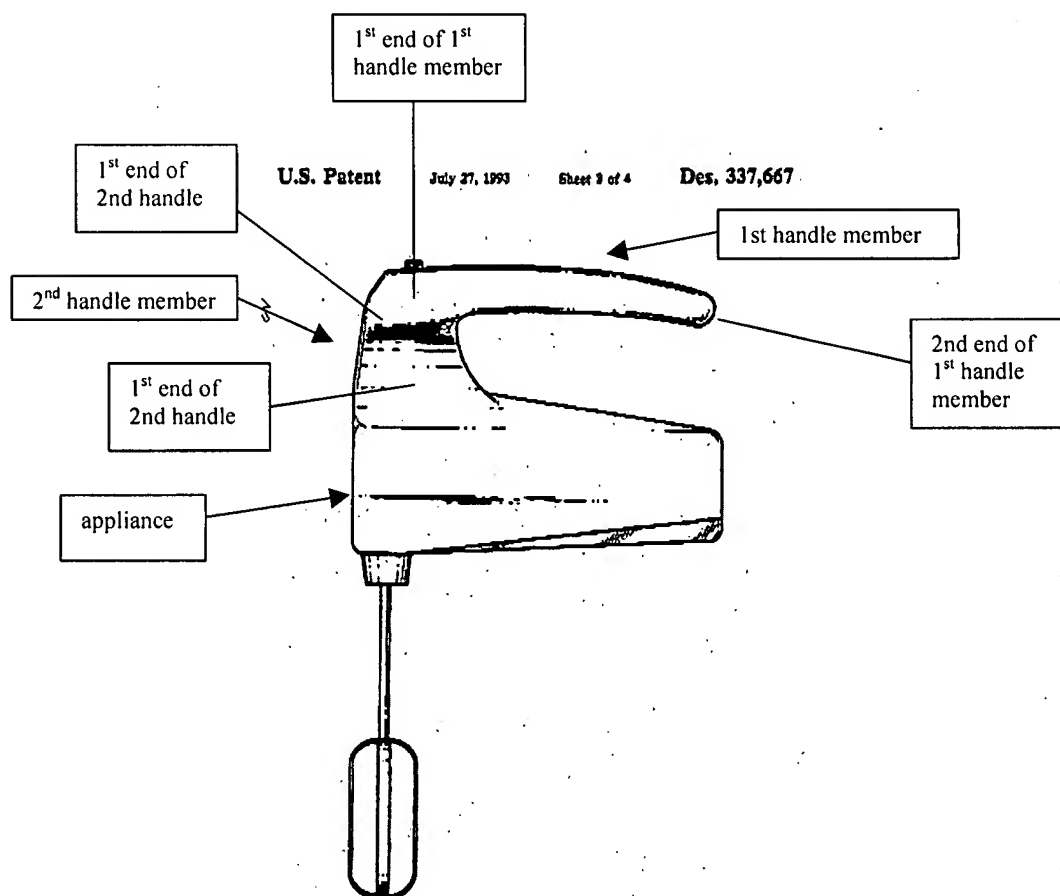 1st end of 1st
handle member
1st end of
2nd handle
U.S. Patent July 27, 1993 Sheet 3 of 4 Des. 337,667
1st handle member
2nd handle member
2nd end of
1st handle
member
1st end of
2nd handle
appliance